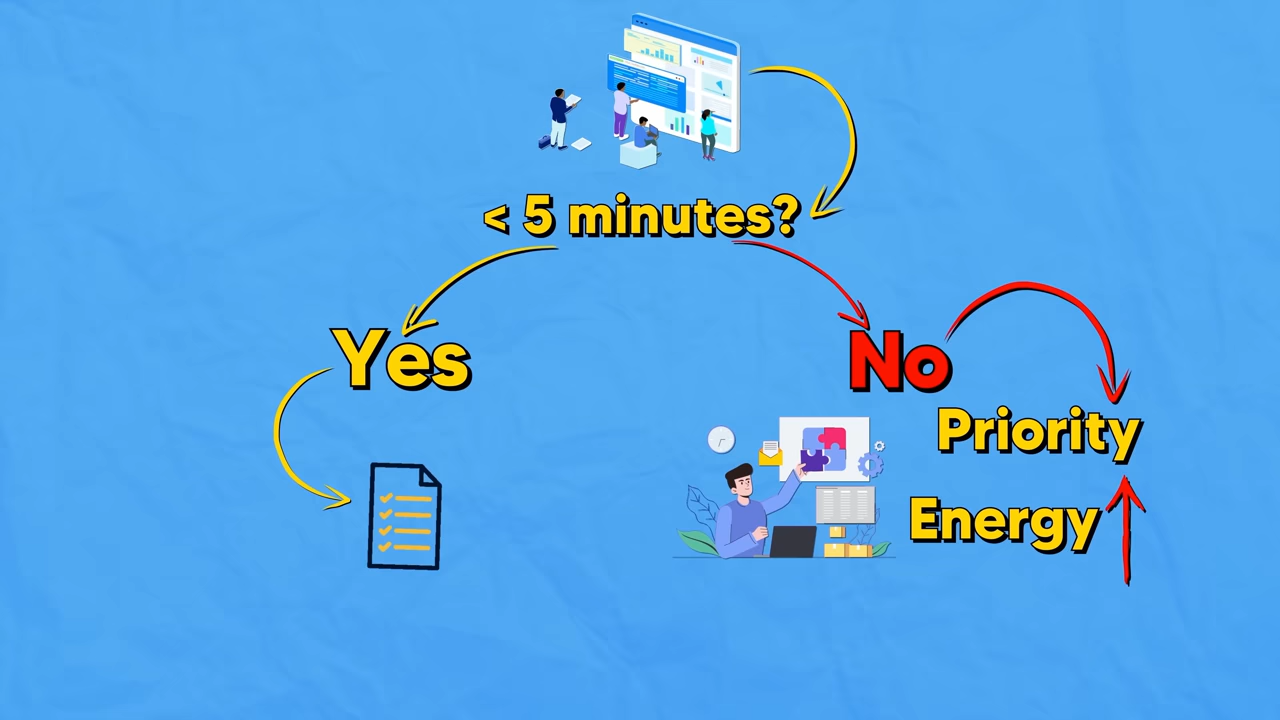 < 5 minutes?
Yes
No
Priority
Energy